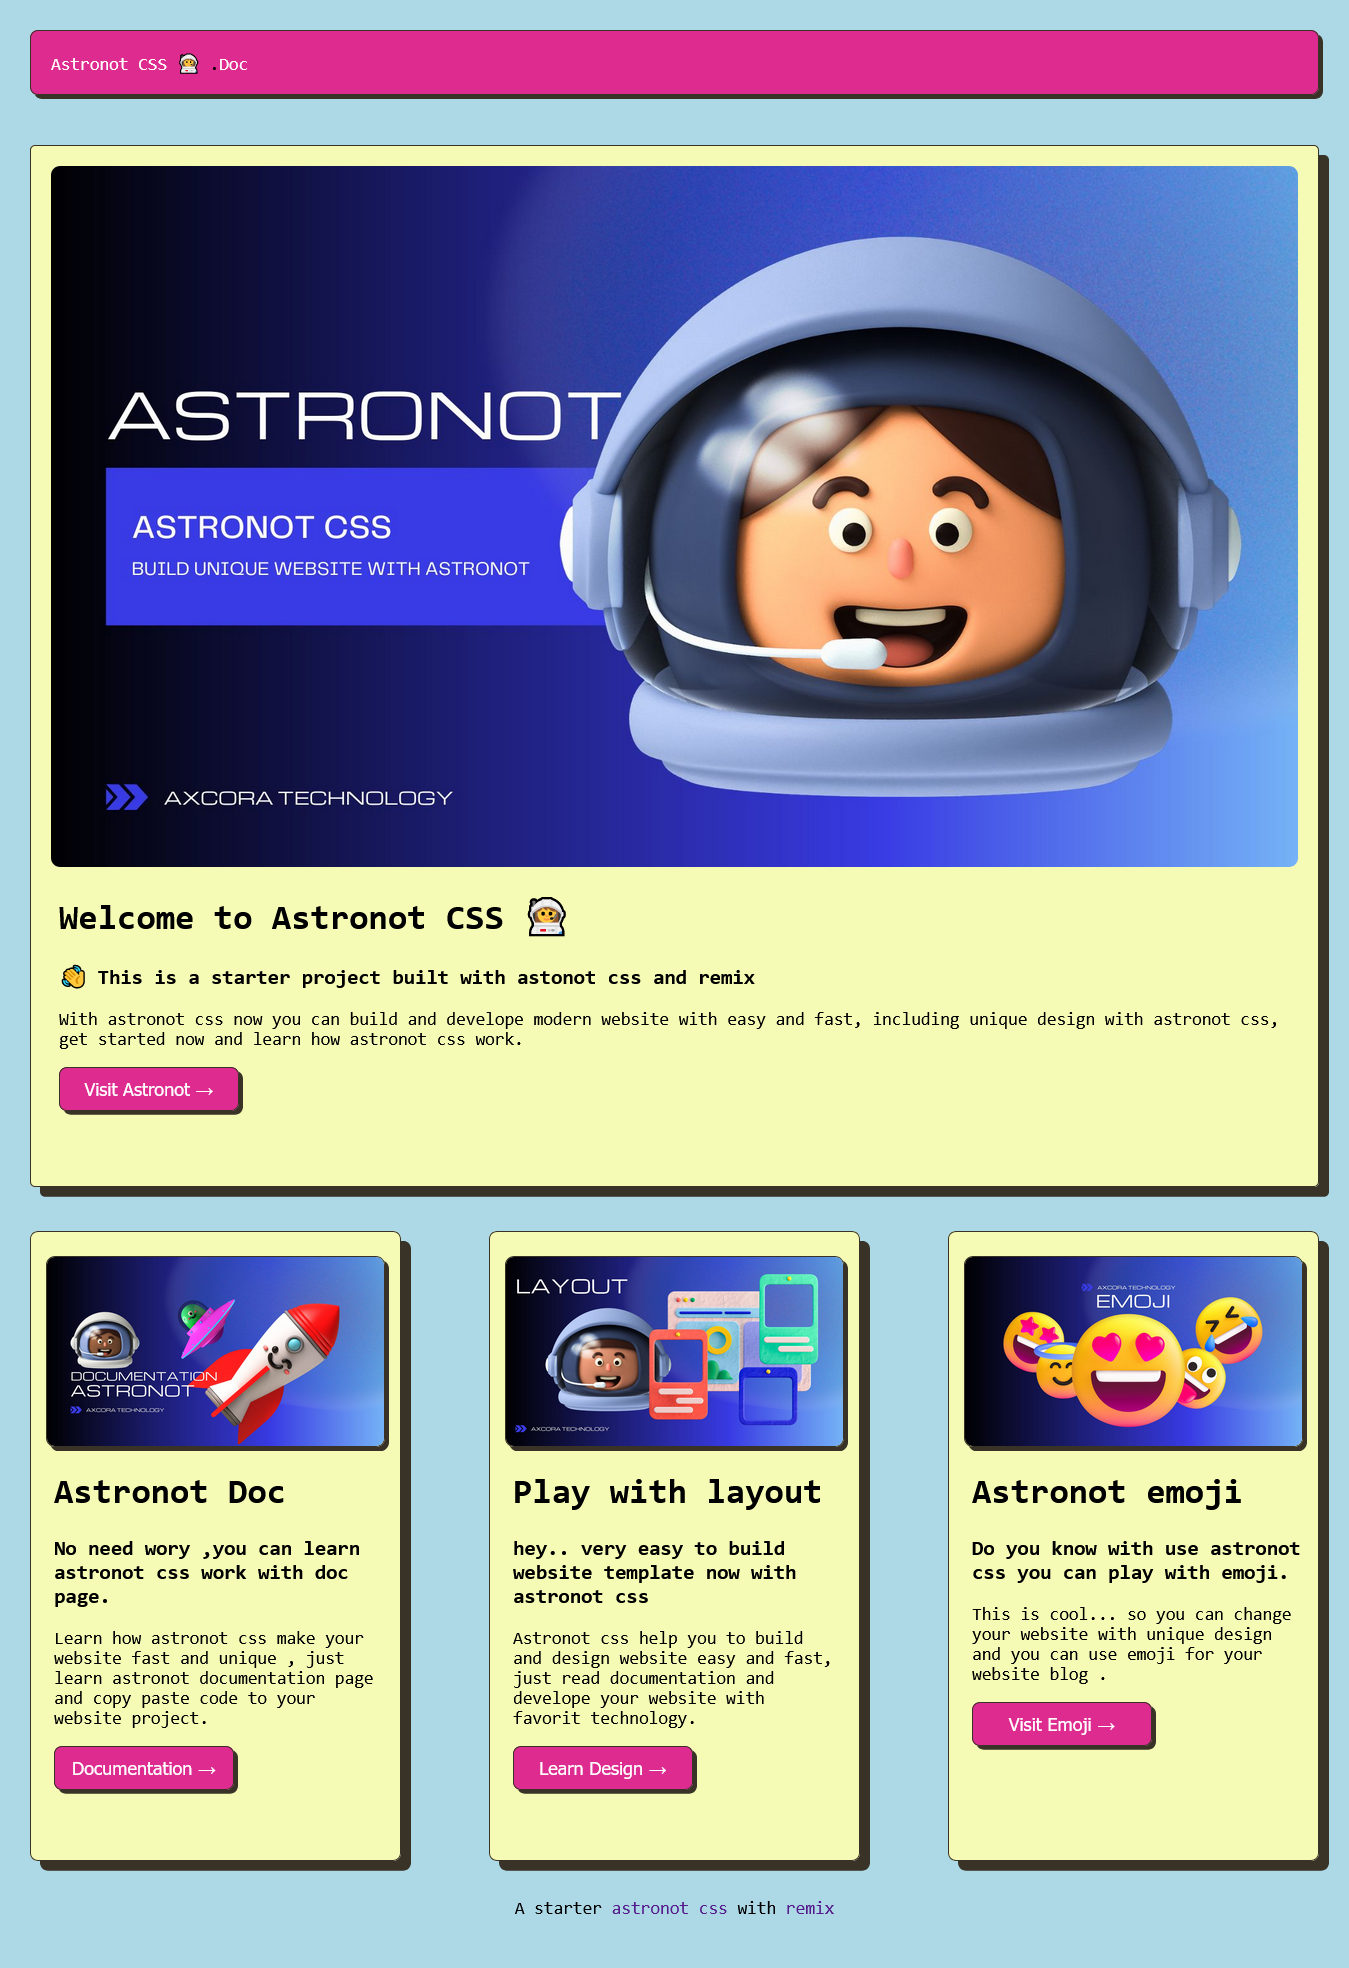 Astronot CSS 👩‍🚀 .Doc
ASTRONOT
ASTRONOT CSS
BUILD UNIQUE WEBSITE WITH ASTRONOT
AXCORA TECHNOLOGY
Welcome to Astronot CSS 👩‍🚀
👋 This is a starter project built with astonot css and remix
With astronot css now you can build and develope modern website with easy and fast, including unique design with astronot css,
get started now and learn how astronot css work.
Visit Astronot →
DOCUMENTATION
ASTRONOT
AXCORA TECHNOLOGY
Astronot Doc
No need wory ,you can learn
astronot css work with doc
page.
Learn how astronot css make your
website fast and unique , just
learn astronot documentation page
and copy paste code to your
website project.
Documentation →
LAYOUT
AXCORA TECHNOLOGY
Play with layout
hey.. very easy to build
website template now with
astronot css
Astronot css help you to build
and design website easy and fast,
just read documentation and
develope your website with
favorit technology.
Learn Design →
AXCORA TECHNOLOGY
EMOJI
Astronot emoji
Do you know with use astronot
css you can play with emoji.
This is cool... so you can change
your website with unique design
and you can use emoji for your
website blog .
Visit Emoji →
A starter astronot css with remix